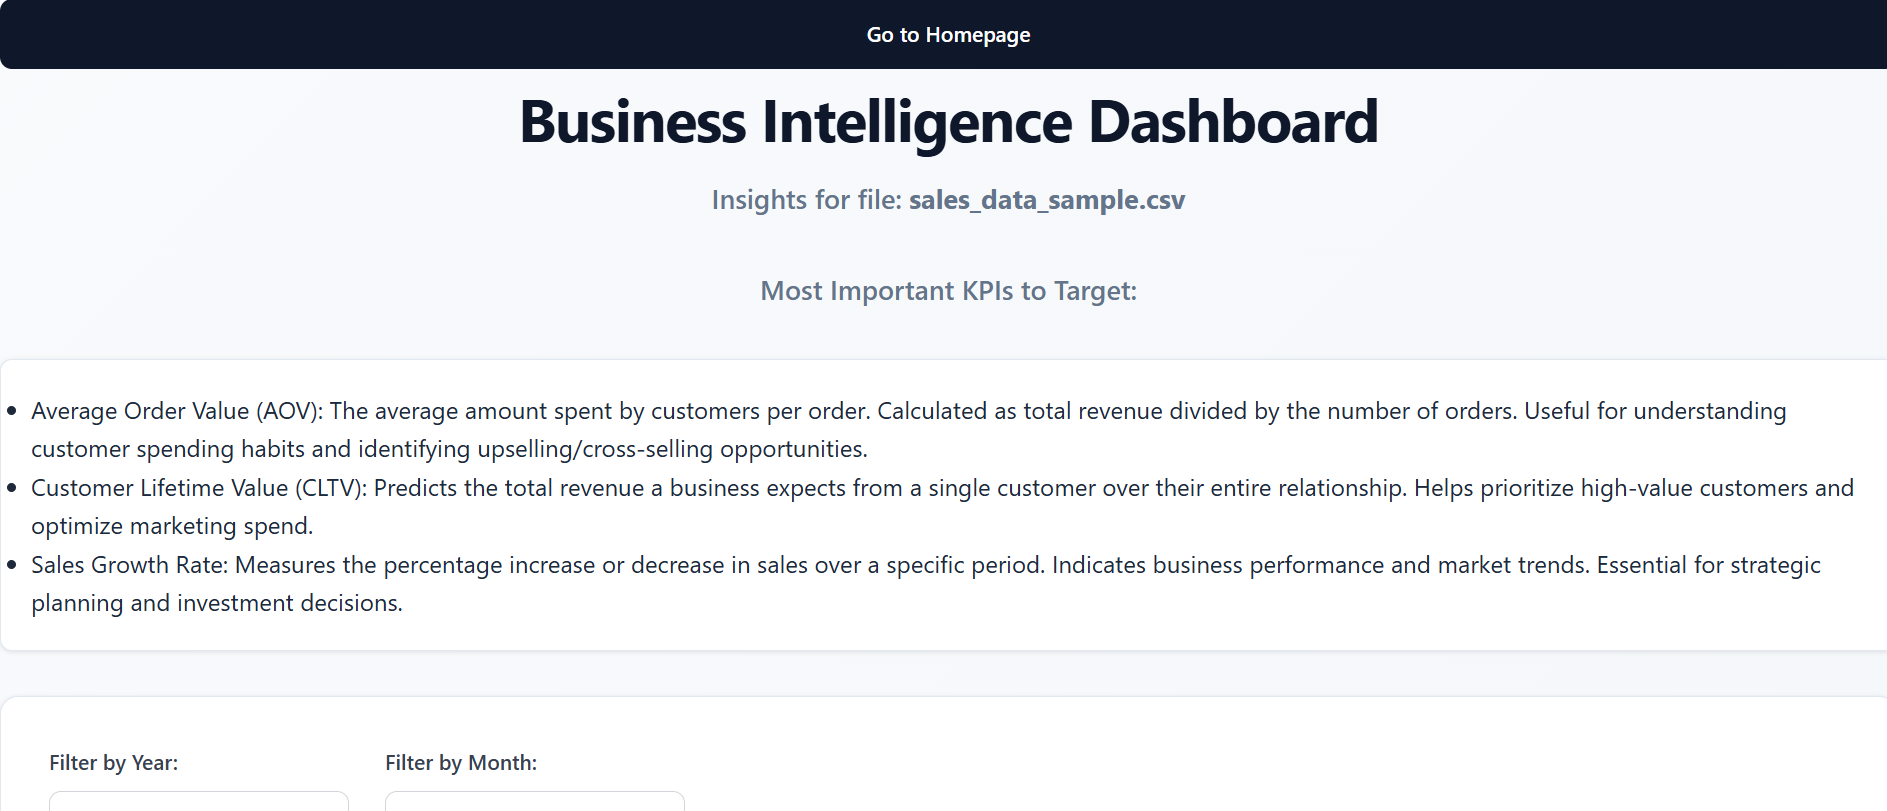 Go to Homepage
Business Intelligence Dashboard
Insights for file: sales_data_sample.csv
Most Important KPIs to Target:
Average Order Value (AOV): The average amount spent by customers per order. Calculated as total revenue divided by the number of orders. Useful for understanding
customer spending habits and identifying upselling/cross-selling opportunities.
Customer Lifetime Value (CLTV): Predicts the total revenue a business expects from a single customer over their entire relationship. Helps prioritize high-value customers and
optimize marketing spend.
Sales Growth Rate: Measures the percentage increase or decrease in sales over a specific period. Indicates business performance and market trends. Essential for strategic
planning and investment decisions.
Filter by Year:
Filter by Month: